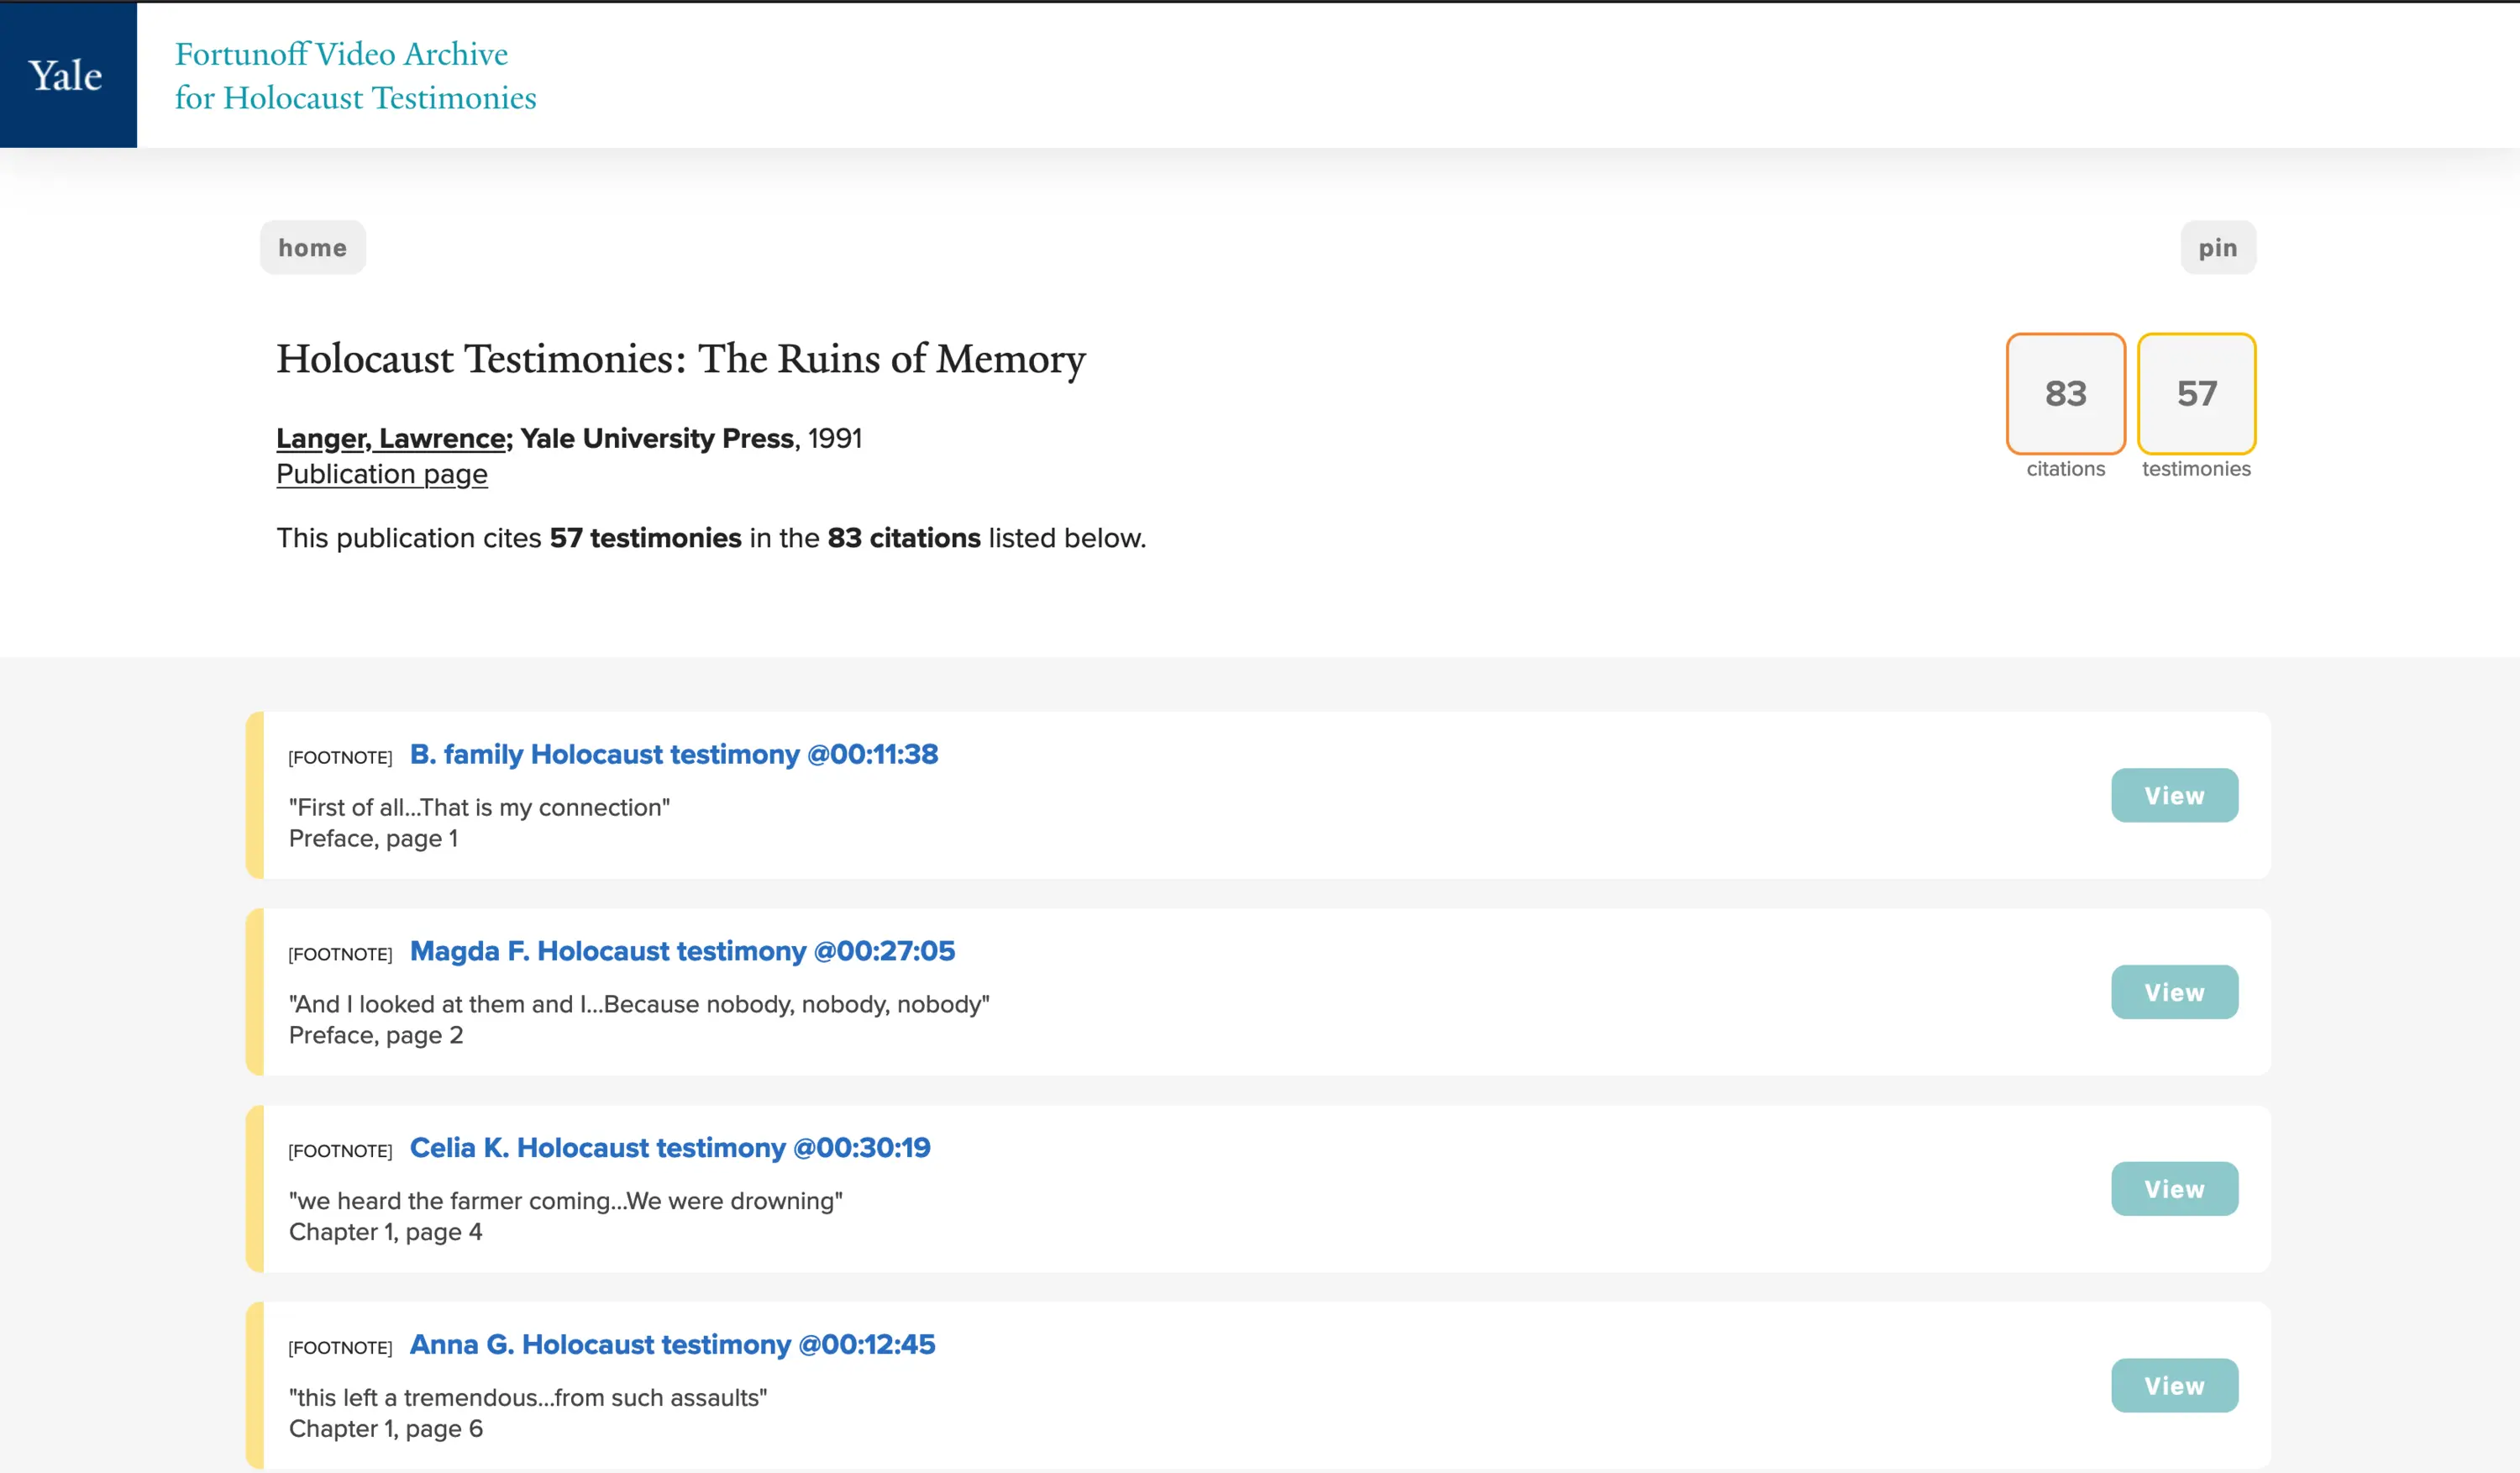 Yale
Fortunoff Video Archive
for Holocaust Testimonies
home
pin
Holocaust Testimonies: The Ruins of Memory
Langer, Lawrence; Yale University Press, 1991
Publication page
This publication cites 57 testimonies in the 83 citations listed below.
83
citations
57
testimonies
[FOOTNOTE] B. family Holocaust testimony @00:11:38
"First of all...That is my connection"
Preface, page 1
View
[FOOTNOTE] Magda F. Holocaust testimony @00:27:05
"And I looked at them and I...Because nobody, nobody, nobody"
Preface, page 2
View
[FOOTNOTE] Celia K. Holocaust testimony @00:30:19
"we heard the farmer coming...We were drowning"
Chapter 1, page 4
View
[FOOTNOTE] Anna G. Holocaust testimony @00:12:45
"this left a tremendous...from such assaults"
Chapter 1, page 6
View